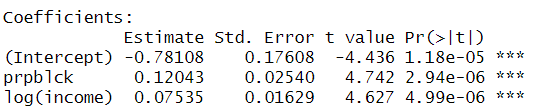 Coefficients:
Estimate Std. Error t value Pr(>|t|)
(Intercept) -0.78108 0.17608 -4.436 1.18e-05 ***
prpblck 0.12043 0.02540 4.742 2.94e-06 ***
log(income) 0.07535 0.01629 4.627 4.99e-06 ***